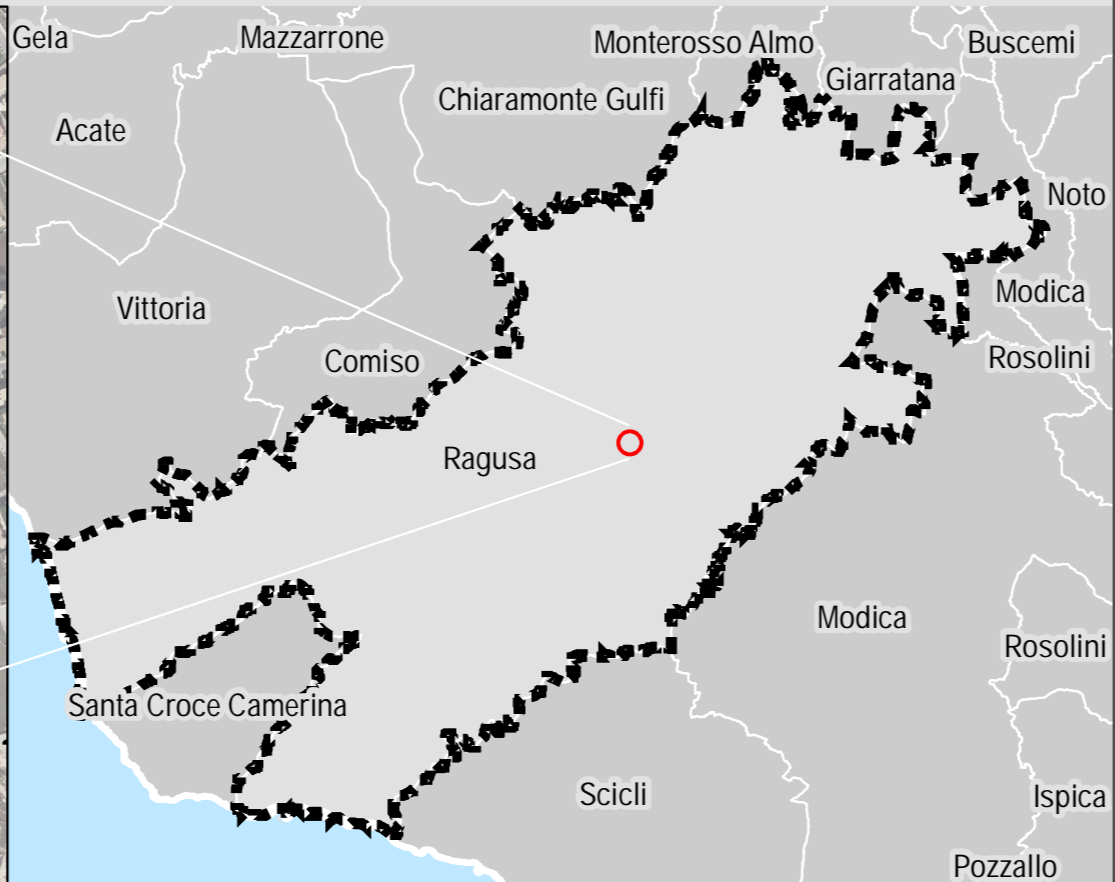 Gela
Mazzarrone
Monterosso Almo
Buscemi
Giarratana
Chiaramonte Gulfi
Acate
Noto
Modica
Vittoria
Rosolini
Comiso
Ragusa
Modica
Rosolini
Santa Croce Camerina
Scicli
Ispica
Pozzallo